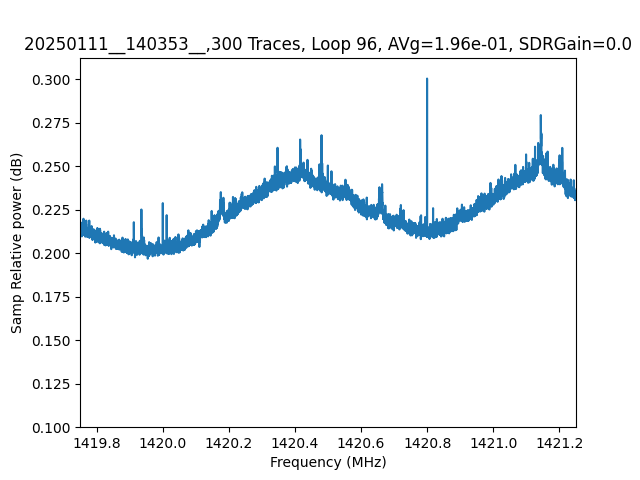 20250111__140353__,300 Traces, Loop 96, AVg=1.96e-01, SDRGain=0.0
0.300
0.275
0.250
0.225
0.200
0.175
0.150
0.125
0.100
Samp Relative power (dB)
1419.8 1420.0 1420.2 1420.4 1420.6 1420.8 1421.0 1421.2
Frequency (MHz)